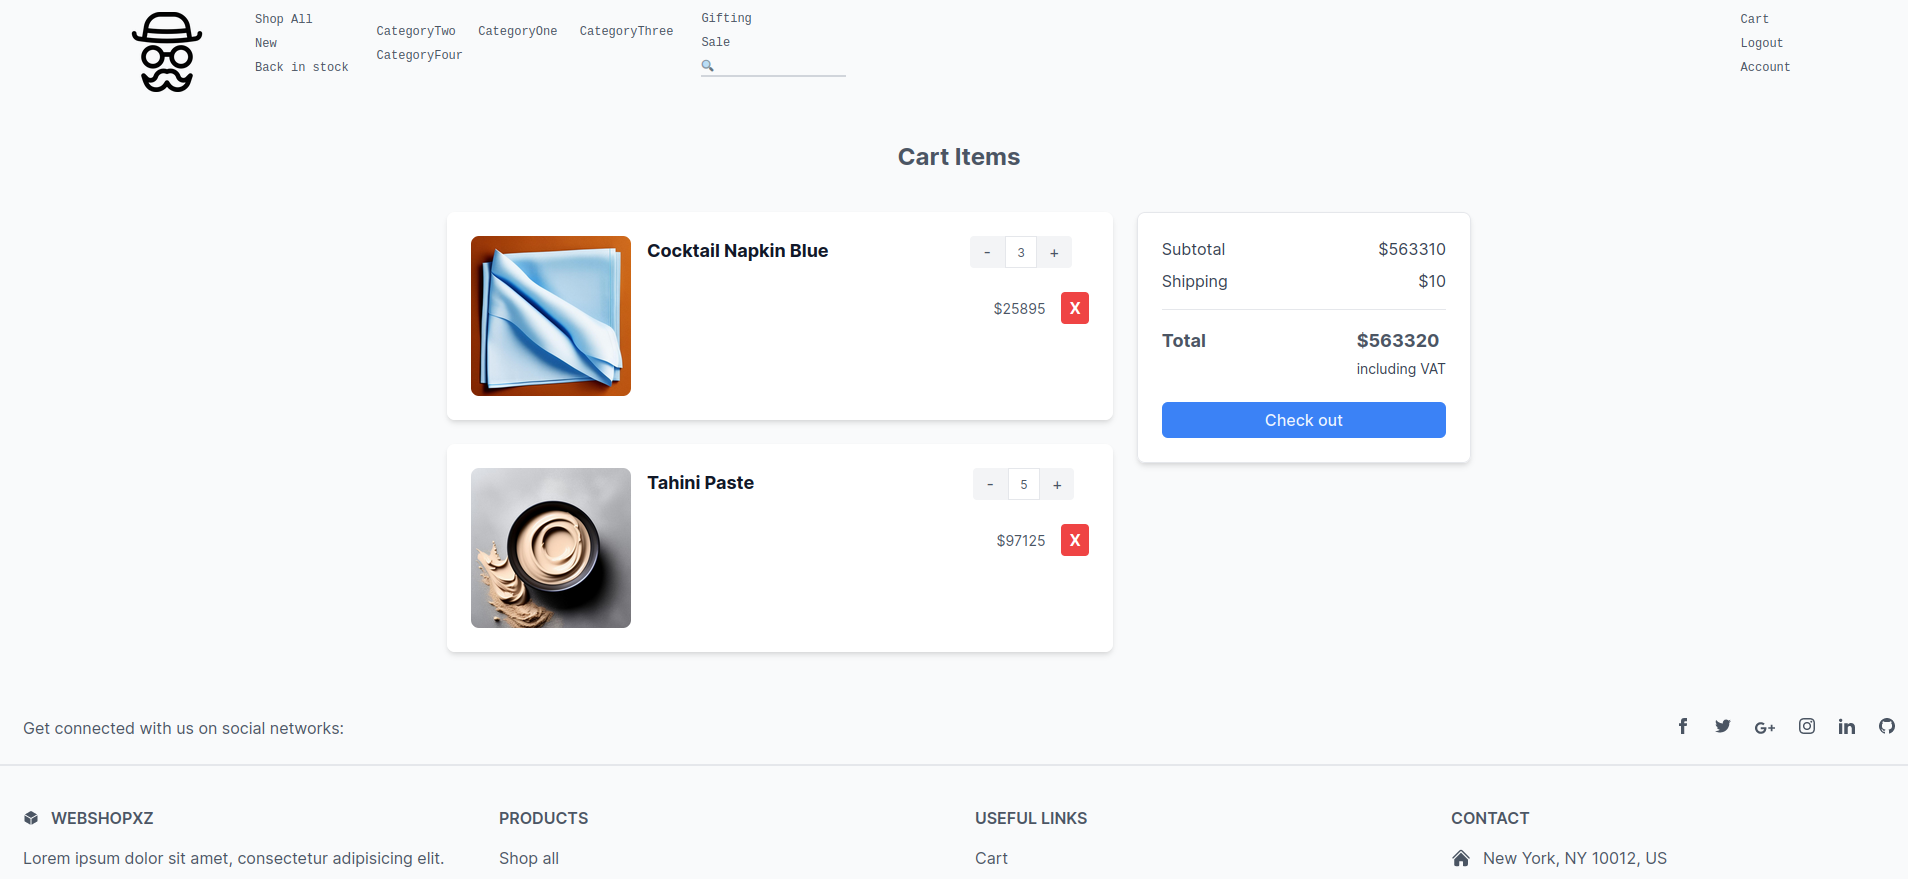 Shop All
New
Back in stock
CategoryTwo CategoryOne CategoryThree
CategoryFour
Gifting
Sale
Cart
Logout
Account
Cart Items
Cocktail Napkin Blue
- 3 +
$25895 X
Tahini Paste
- 5 +
$97125 X
Subtotal $563310
Shipping $10
Total $563320
including VAT
Check out
Get connected with us on social networks:
WEBSHOPXZ
Lorem ipsum dolor sit amet, consectetur adipisicing elit.
PRODUCTS
Shop all
USEFUL LINKS
Cart
CONTACT
New York, NY 10012, US